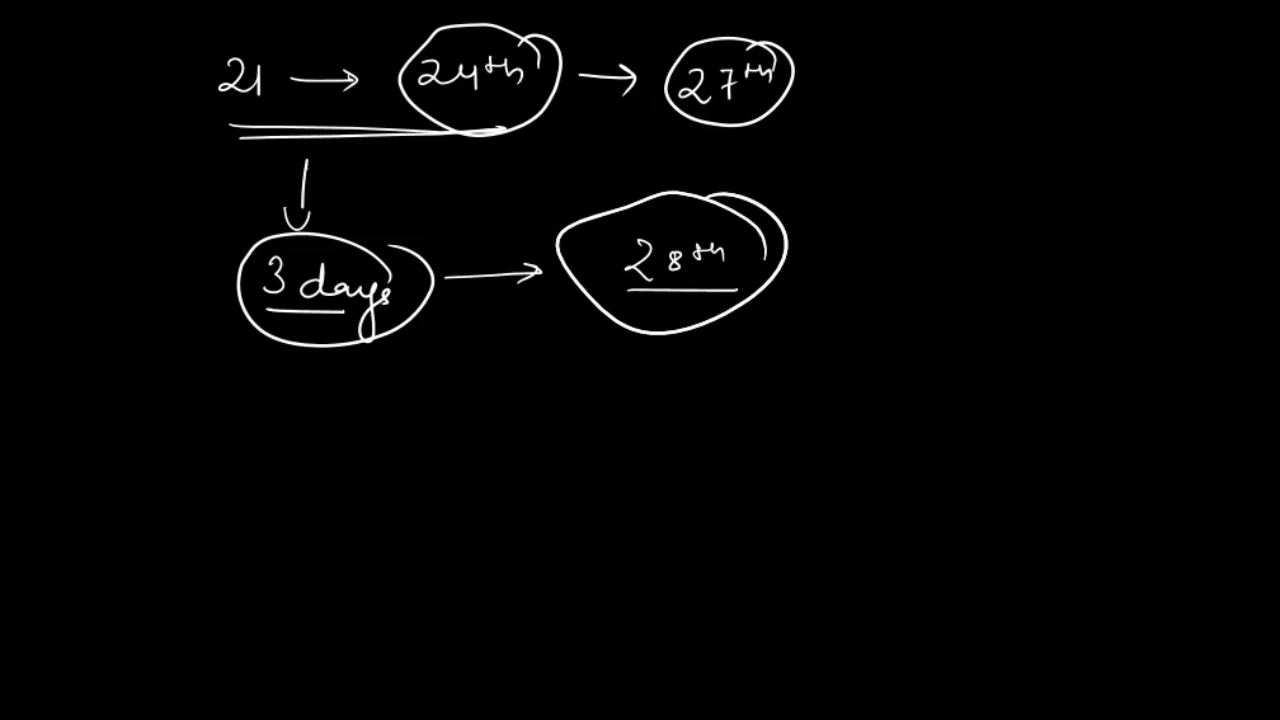 21 → 24th → 27th
3 days → 28th